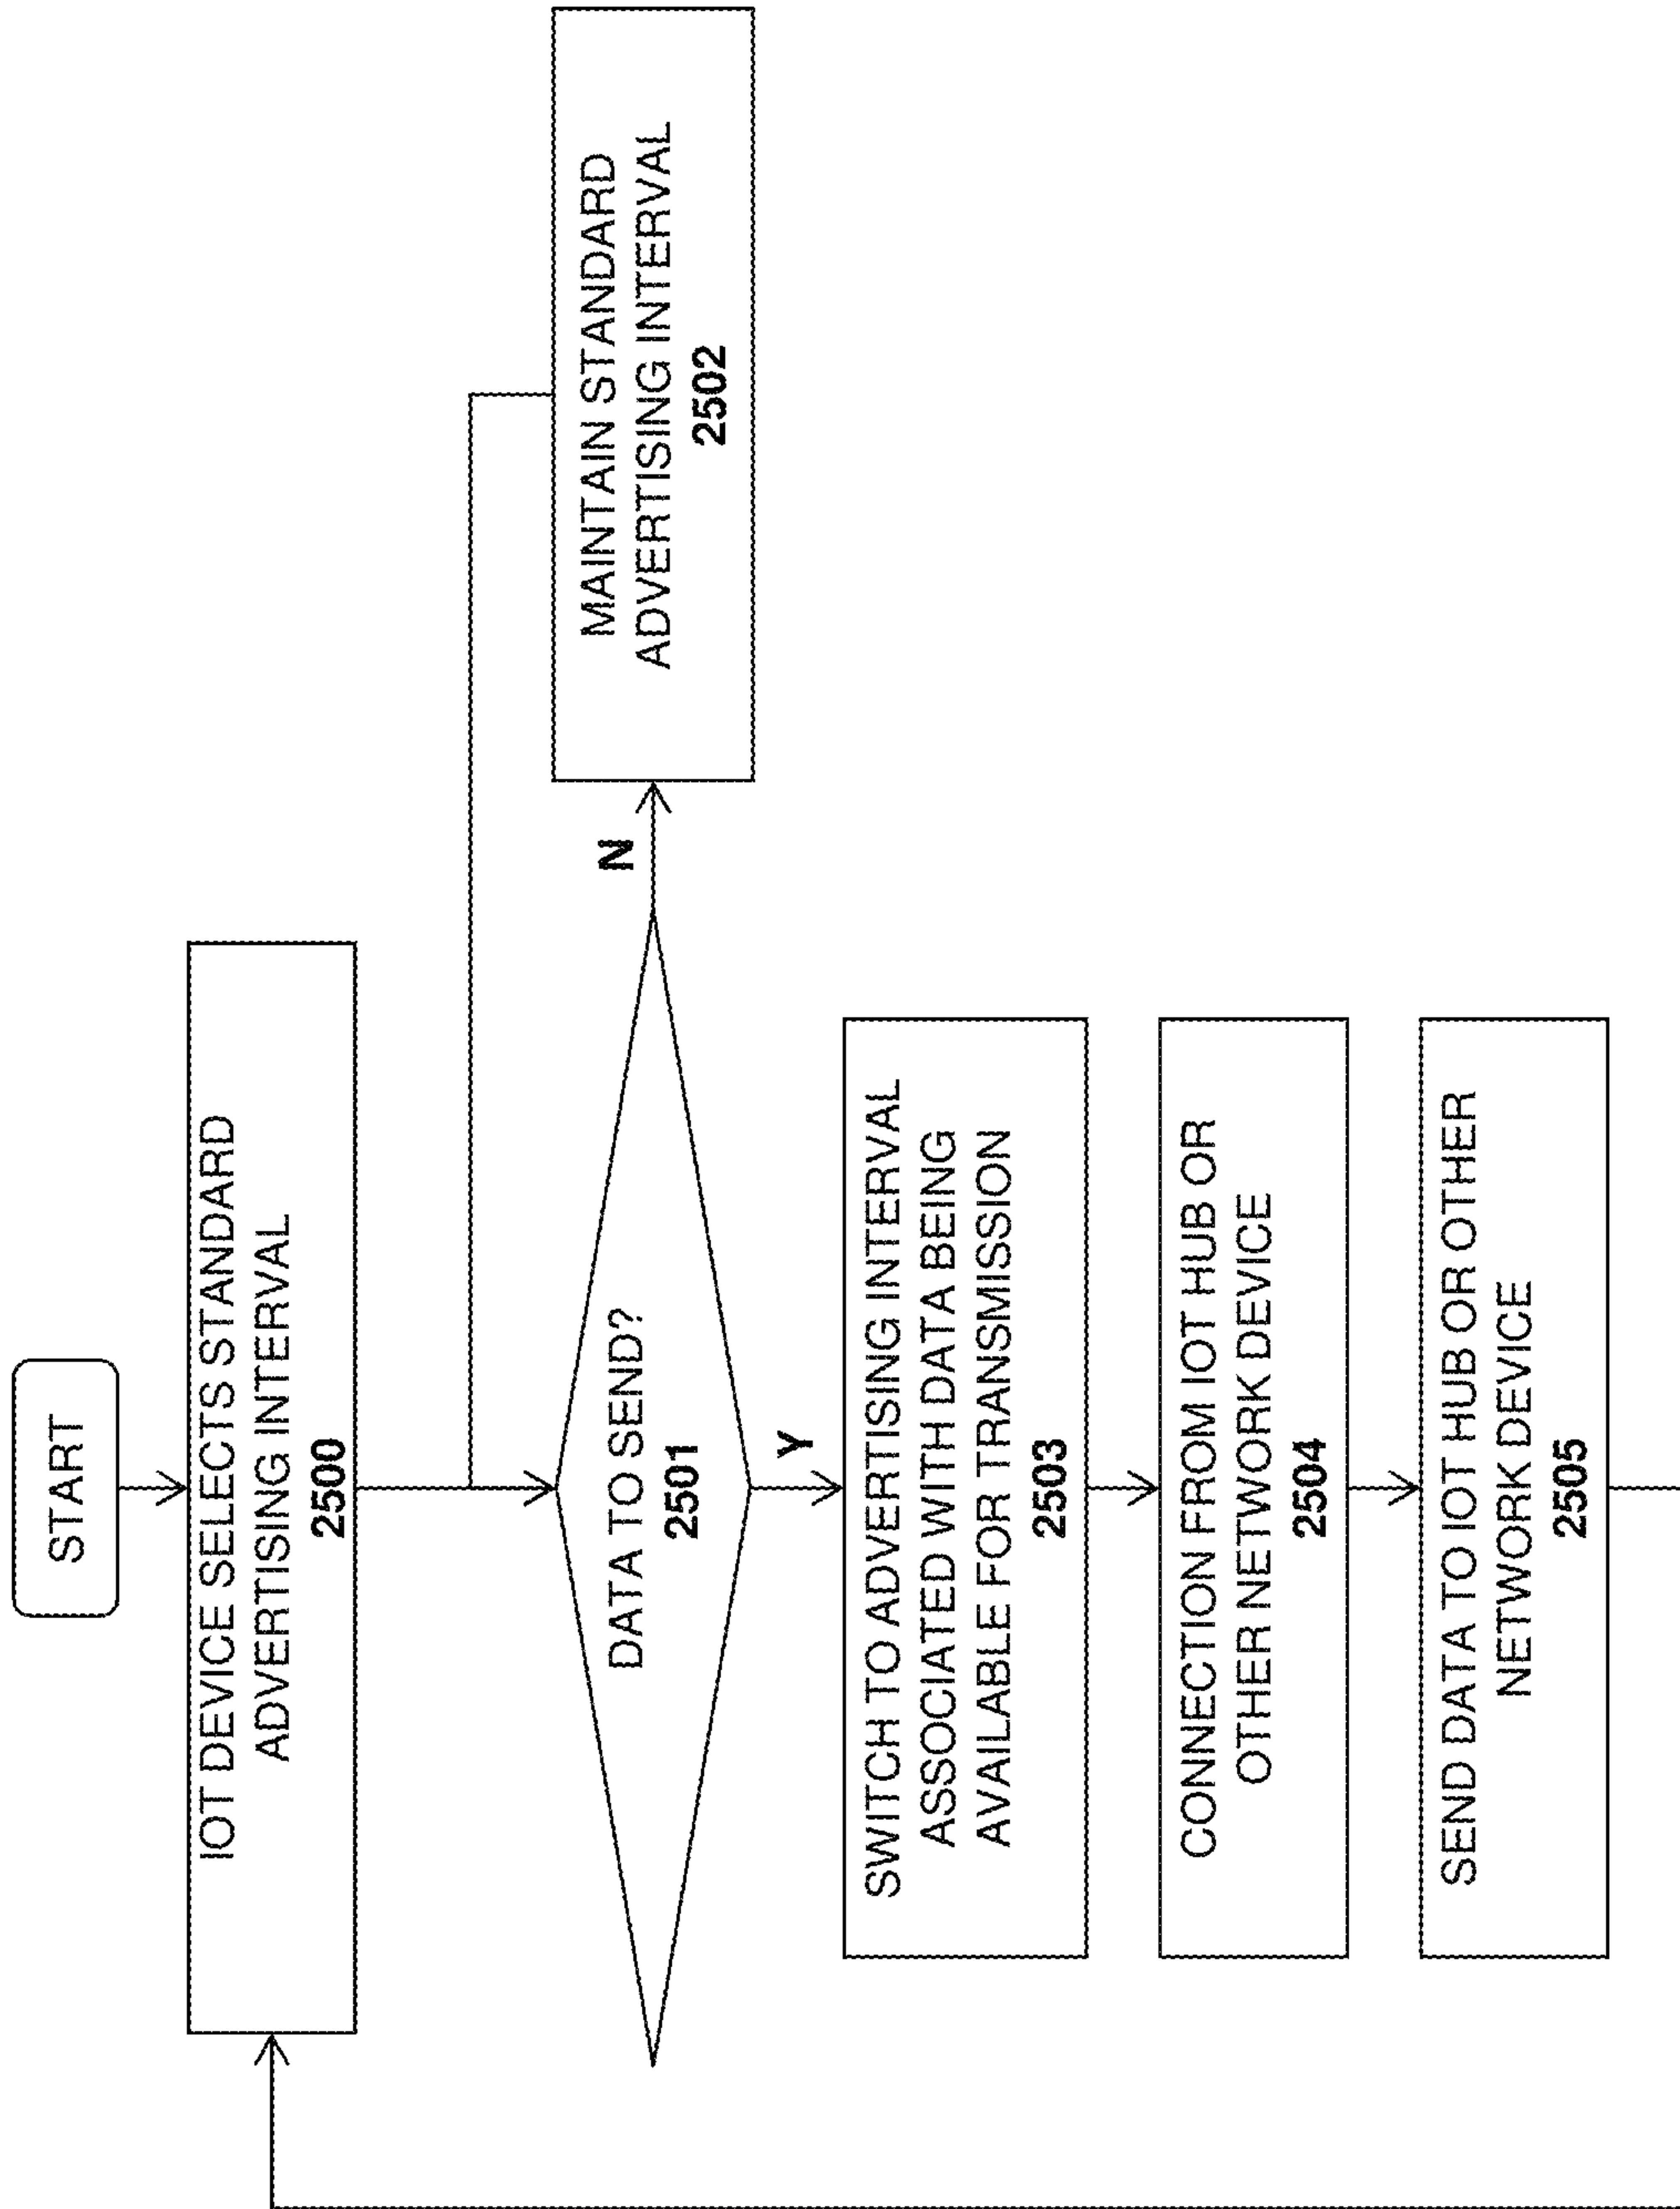 START
IOT DEVICE SELECTS STANDARD
ADVERTISING INTERVAL
2500
DATA TO SEND?
2501
N
MAINTAIN STANDARD
ADVERTISING INTERVAL
2502
Y
SWITCH TO ADVERTISING INTERVAL
ASSOCIATED WITH DATA BEING
AVAILABLE FOR TRANSMISSION
2503
CONNECTION FROM IOT HUB OR
OTHER NETWORK DEVICE
2504
SEND DATA TO IOT HUB OR OTHER
NETWORK DEVICE
2505